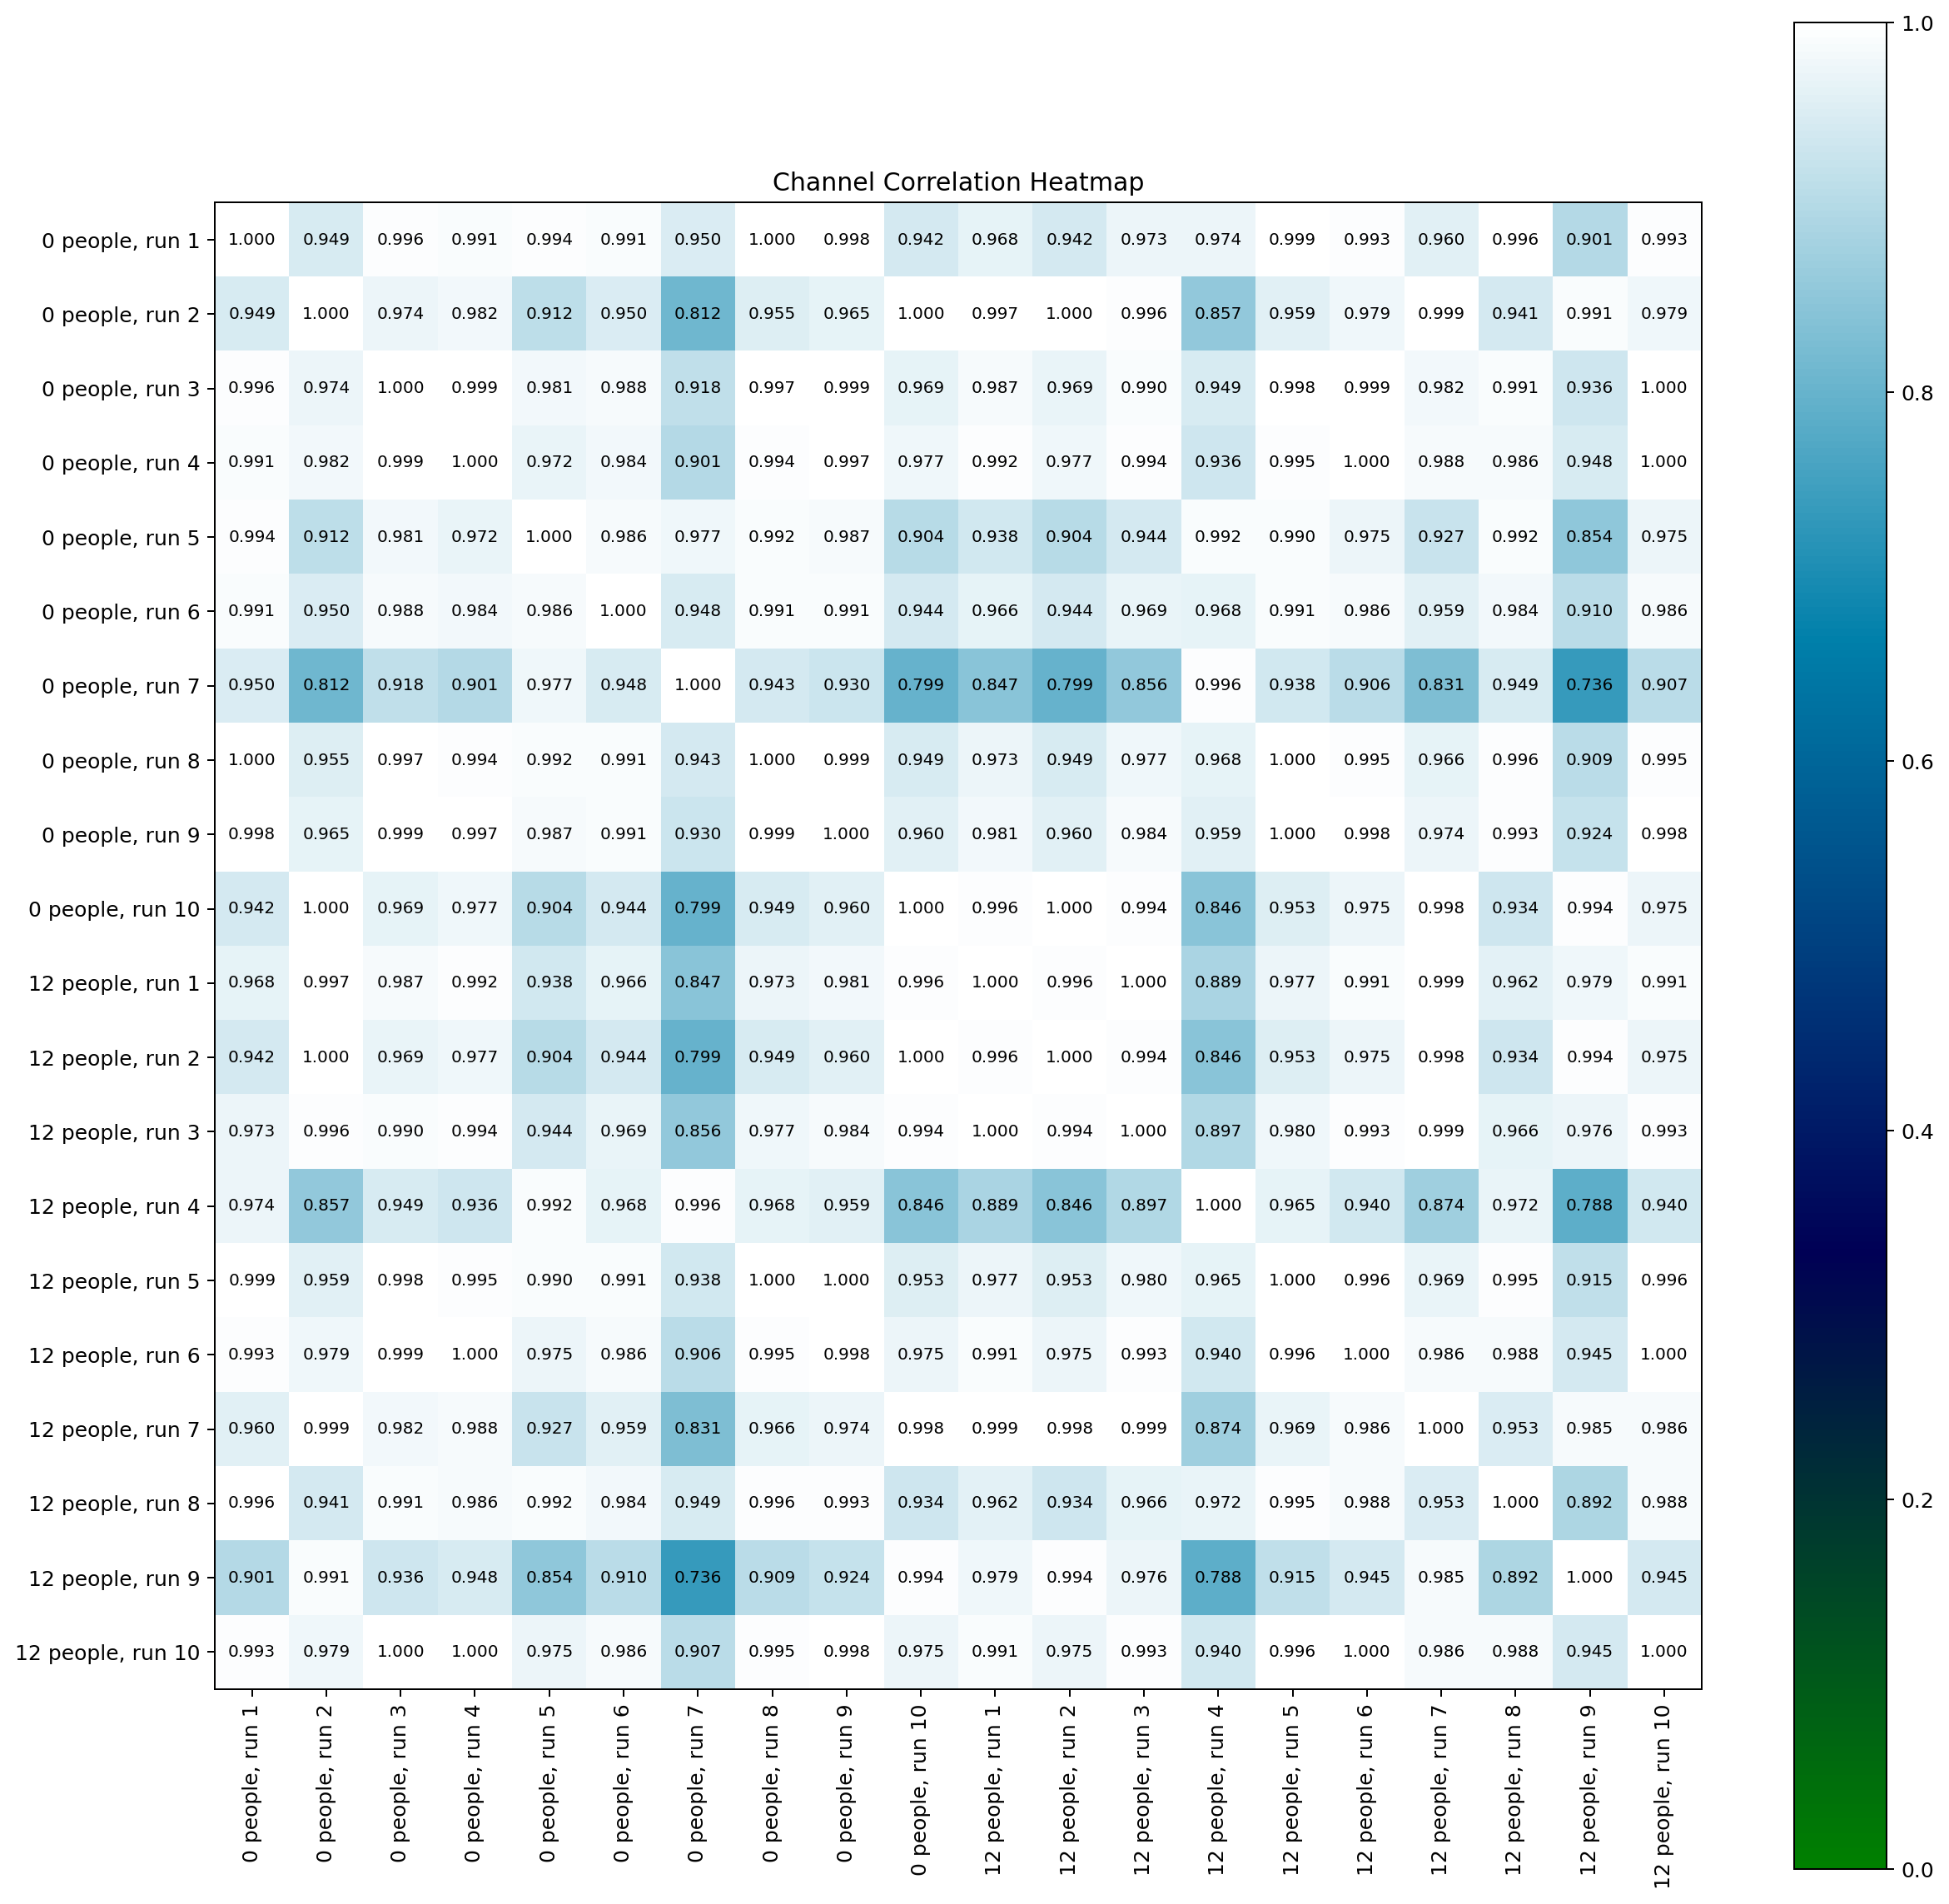 Channel Correlation Heatmap
0 people, run 1 1.000 0.949 0.996 0.991 0.994 0.991 0.950 1.000 0.998 0.942 0.968 0.942 0.973 0.974 0.999 0.993 0.960 0.996 0.901 0.993
0 people, run 2 0.949 1.000 0.974 0.982 0.912 0.950 0.812 0.955 0.965 1.000 0.997 1.000 0.996 0.857 0.959 0.979 0.999 0.941 0.991 0.979
0 people, run 3 0.996 0.974 1.000 0.999 0.981 0.988 0.918 0.997 0.999 0.969 0.987 0.969 0.990 0.949 0.998 0.999 0.982 0.991 0.936 1.000
0 people, run 4 0.991 0.982 0.999 1.000 0.972 0.984 0.901 0.994 0.997 0.977 0.992 0.977 0.994 0.936 0.995 1.000 0.988 0.986 0.948 1.000
0 people, run 5 0.994 0.912 0.981 0.972 1.000 0.986 0.977 0.992 0.987 0.904 0.938 0.904 0.944 0.992 0.990 0.975 0.927 0.992 0.854 0.975
0 people, run 6 0.991 0.950 0.988 0.984 0.986 1.000 0.948 0.991 0.991 0.944 0.966 0.944 0.969 0.968 0.991 0.986 0.959 0.984 0.910 0.986
0 people, run 7 0.950 0.812 0.918 0.901 0.977 0.948 1.000 0.943 0.930 0.799 0.847 0.799 0.856 0.996 0.938 0.906 0.831 0.949 0.736 0.907
0 people, run 8 1.000 0.955 0.997 0.994 0.992 0.991 0.943 1.000 0.999 0.949 0.973 0.949 0.977 0.968 1.000 0.995 0.966 0.996 0.909 0.995
0 people, run 9 0.998 0.965 0.999 0.997 0.987 0.991 0.930 0.999 1.000 0.960 0.981 0.960 0.984 0.959 1.000 0.998 0.974 0.993 0.924 0.998
0 people, run 10 0.942 1.000 0.969 0.977 0.904 0.944 0.799 0.949 0.960 1.000 0.996 1.000 0.994 0.846 0.953 0.975 0.998 0.934 0.994 0.975
12 people, run 1 0.968 0.997 0.987 0.992 0.938 0.966 0.847 0.973 0.981 0.996 1.000 0.996 1.000 0.889 0.977 0.991 0.999 0.962 0.979 0.991
12 people, run 2 0.942 1.000 0.969 0.977 0.904 0.944 0.799 0.949 0.960 1.000 0.996 1.000 0.994 0.846 0.953 0.975 0.998 0.934 0.994 0.975
12 people, run 3 0.973 0.996 0.990 0.994 0.944 0.969 0.856 0.977 0.984 0.994 1.000 0.994 1.000 0.897 0.980 0.993 0.999 0.966 0.976 0.993
12 people, run 4 0.974 0.857 0.949 0.936 0.992 0.968 0.996 0.968 0.959 0.846 0.889 0.846 0.897 1.000 0.965 0.940 0.874 0.972 0.788 0.940
12 people, run 5 0.999 0.959 0.998 0.995 0.990 0.991 0.938 1.000 1.000 0.953 0.977 0.953 0.980 0.965 1.000 0.996 0.969 0.995 0.915 0.996
12 people, run 6 0.993 0.979 0.999 1.000 0.975 0.986 0.906 0.995 0.998 0.975 0.991 0.975 0.993 0.940 0.996 1.000 0.986 0.988 0.945 1.000
12 people, run 7 0.960 0.999 0.982 0.988 0.927 0.959 0.831 0.966 0.974 0.998 0.999 0.998 0.999 0.874 0.969 0.986 1.000 0.953 0.985 0.986
12 people, run 8 0.996 0.941 0.991 0.986 0.992 0.984 0.949 0.996 0.993 0.934 0.962 0.934 0.966 0.972 0.995 0.988 0.953 1.000 0.892 0.988
12 people, run 9 0.901 0.991 0.936 0.948 0.854 0.910 0.736 0.909 0.924 0.994 0.979 0.994 0.976 0.788 0.915 0.945 0.985 0.892 1.000 0.945
12 people, run 10 0.993 0.979 1.000 1.000 0.975 0.986 0.907 0.995 0.998 0.975 0.991 0.975 0.993 0.940 0.996 1.000 0.986 0.988 0.945 1.000
0 people, run 1
0 people, run 2
0 people, run 3
0 people, run 4
0 people, run 5
0 people, run 6
0 people, run 7
0 people, run 8
0 people, run 9
0 people, run 10
12 people, run 1
12 people, run 2
12 people, run 3
12 people, run 4
12 people, run 5
12 people, run 6
12 people, run 7
12 people, run 8
12 people, run 9
12 people, run 10
1.0
0.8
0.6
0.4
0.2
0.0